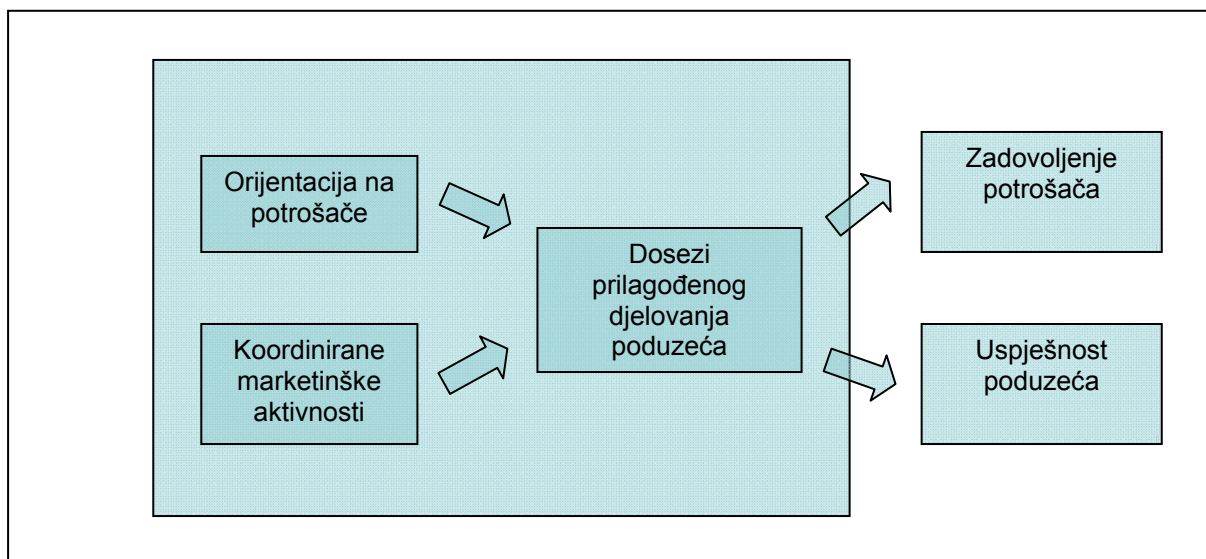 Orijentacija na
potrošače
Koordinirane
marketinške
aktivnosti
Dosezi
prilagođenog
djelovanja
poduzeća
Zadovoljenje
potrošača
Uspješnost
poduzeća